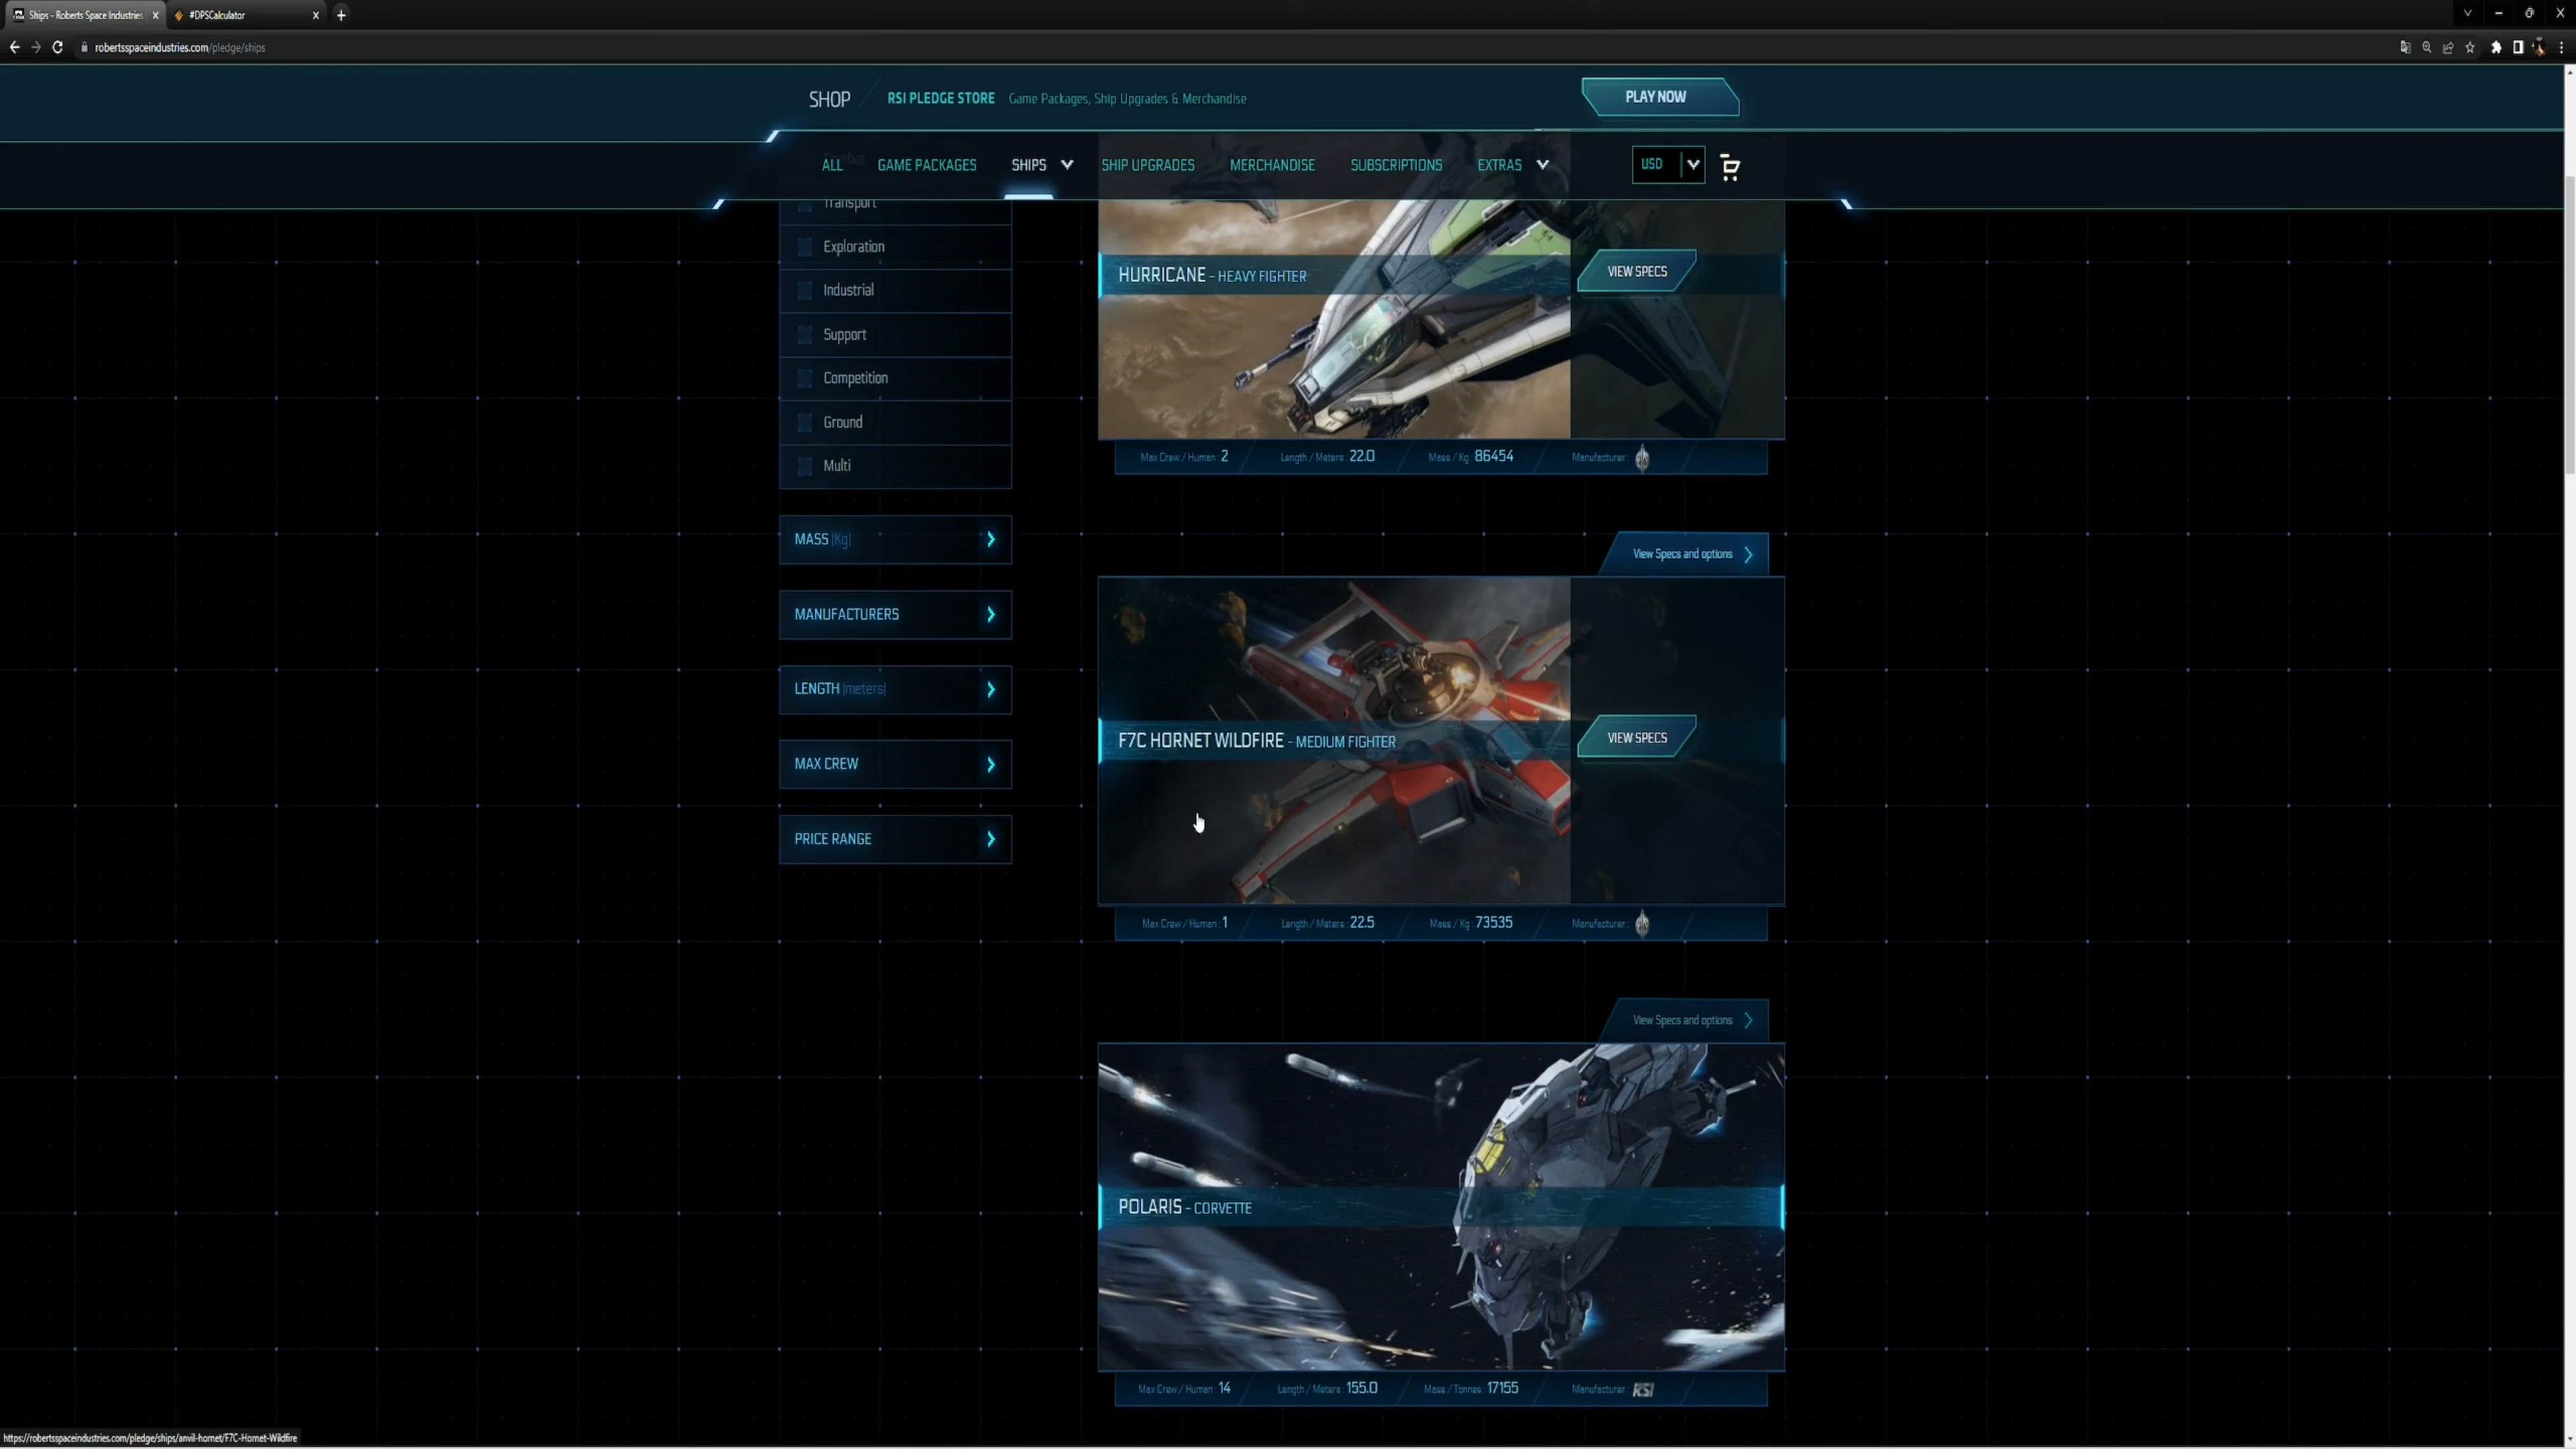 Ships - Roberts Space Industries
#DPSCalculator
robertsspaceindustries.com/pledge/ships
SHOP
RSI PLEDGE STORE
Game Packages, Ship Upgrades & Merchandise
PLAY NOW
ALL
GAME PACKAGES
SHIPS
SHIP UPGRADES
MERCHANDISE
SUBSCRIPTIONS
EXTRAS
USD
Transport
Exploration
Industrial
Support
Competition
Ground
Multi
MASS |Kg|
MANUFACTURERS
LENGTH |meters|
MAX CREW
PRICE RANGE
HURRICANE - HEAVY FIGHTER
VIEW SPECS
Max Crew / Human : 2
Length / Meters : 22.0
Mass / Kg : 86454
Manufacturer :
View Specs and options
F7C HORNET WILDFIRE - MEDIUM FIGHTER
VIEW SPECS
Max Crew / Human : 1
Length / Meters : 22.5
Mass / Kg : 73535
Manufacturer :
View Specs and options
POLARIS - CORVETTE
Max Crew / Human : 14
Length / Meters : 155.0
Mass / Tonnes : 17155
Manufacturer : RSI
https://robertsspaceindustries.com/pledge/ships/anvil-hornet/F7C-Hornet-Wildfire